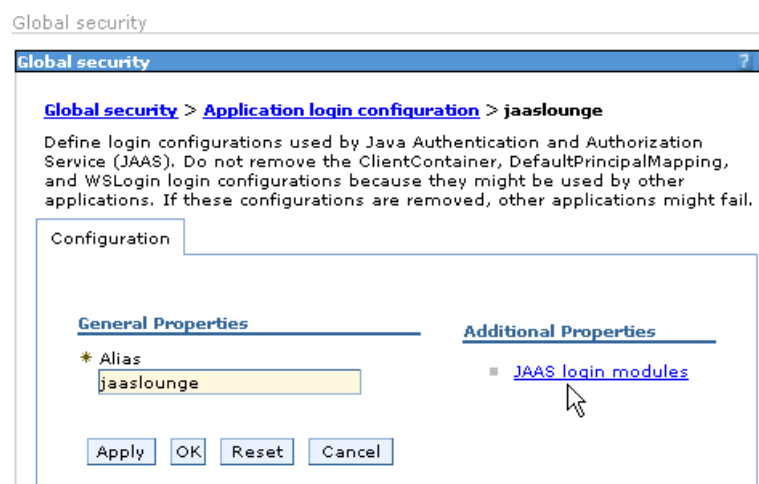 Global security
Global security ?
Global security > Application login configuration > jaaslounge
Define login configurations used by Java Authentication and Authorization
Service (JAAS). Do not remove the ClientContainer, DefaultPrincipalMapping,
and WSLogin login configurations because they might be used by other
applications. If these configurations are removed, other applications might fail.
Configuration
General Properties
Additional Properties
* Alias
jaaslounge
JAAS login modules
Apply OK Reset Cancel